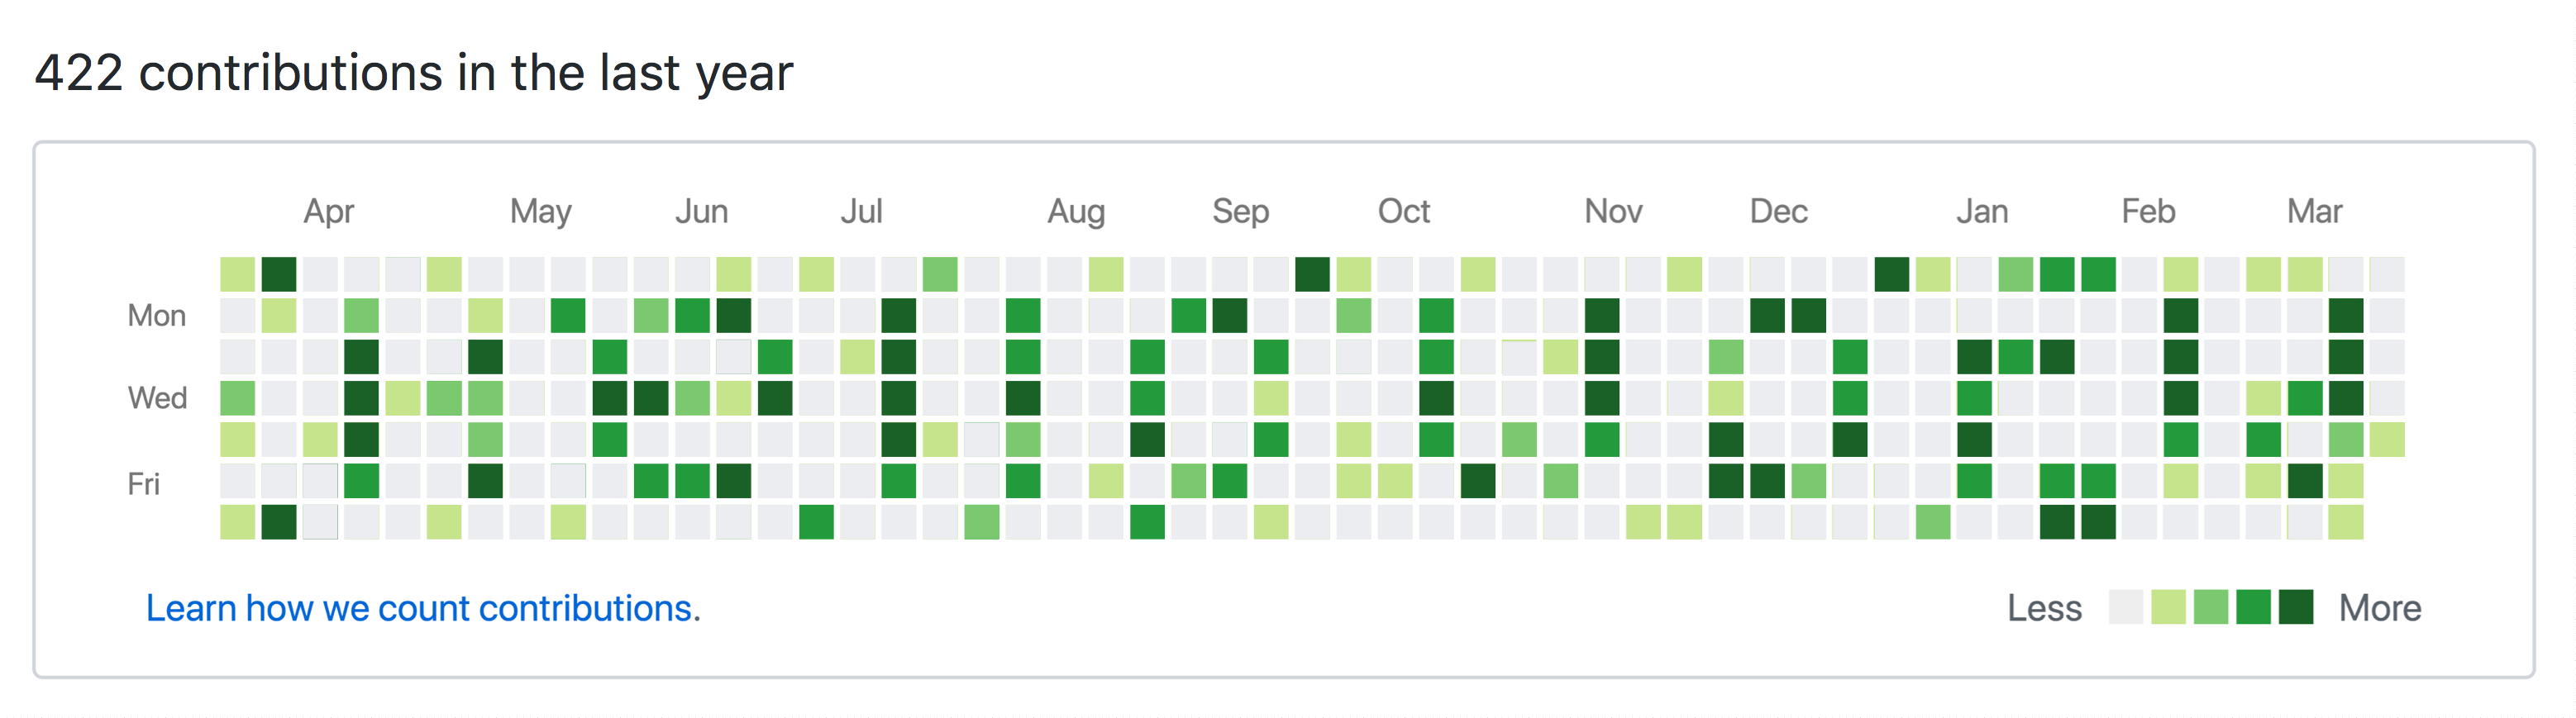 422 contributions in the last year
Apr May Jun Jul Aug Sep Oct Nov Dec Jan Feb Mar
Mon
Wed
Fri
Learn how we count contributions.
Less More